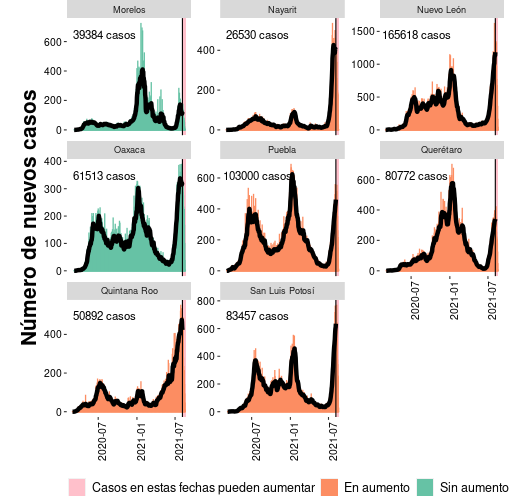 Número de nuevos casos
Morelos
39384 casos
600
400
200
0
Nayarit
26530 casos
400
200
0
Nuevo León
165618 casos
1500
1000
500
0
Oaxaca
61513 casos
400
300
200
100
0
Puebla
103000 casos
600
400
200
0
Querétaro
80772 casos
600
400
200
0
2020-07
2021-01
2021-07
Quintana Roo
50892 casos
400
200
0
2020-07
2021-01
2021-07
San Luis Potosí
83457 casos
800
600
400
200
0
2020-07
2021-01
2021-07
Casos en estas fechas pueden aumentar
En aumento
Sin aumento